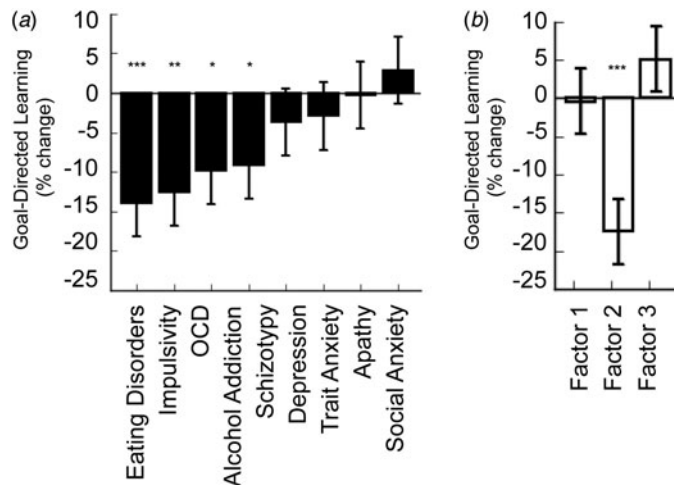 (a)
Goal-Directed Learning
(% change)
10
5
0
-5
-10
-15
-20
-25
*** ** * *
Eating Disorders
Impulsivity
OCD
Alcohol Addiction
Schizotypy
Depression
Trait Anxiety
Apathy
Social Anxiety
(b)
Goal-Directed Learning
(% change)
10
5
0
-5
-10
-15
-20
-25
***
Factor 1
Factor 2
Factor 3